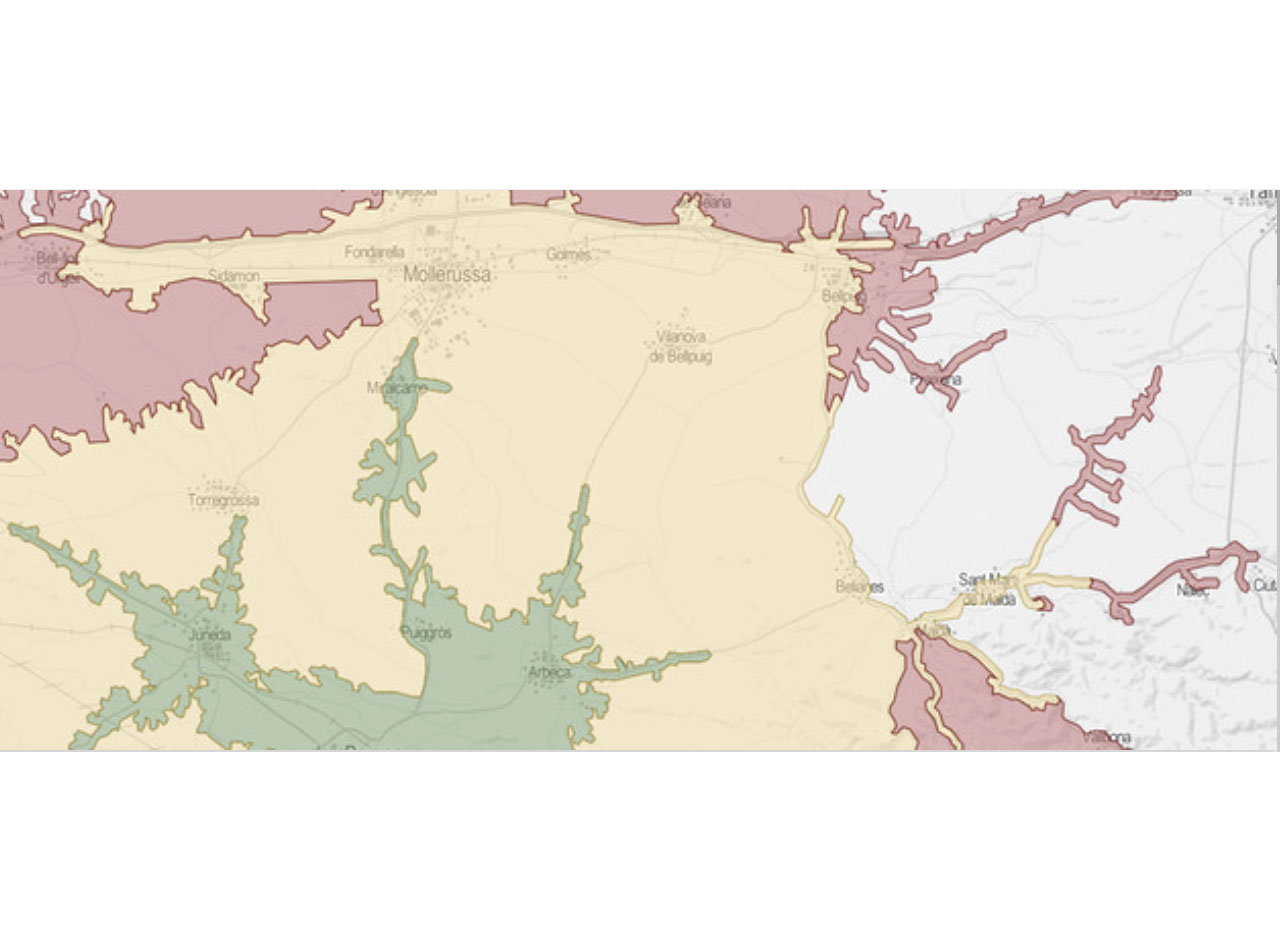 Fondarella
Golmés
Bell-lloc
d'Urgell
Sidamon
Mollerussa
Bellpuig
Vilanova
de Bellpuig
Preixana
Miralcamp
Torregrossa
Belianes
Sant Martí
de Maldà
Nalec
Ciut
Juneda
Puiggròs
Arbeca
Vallbona